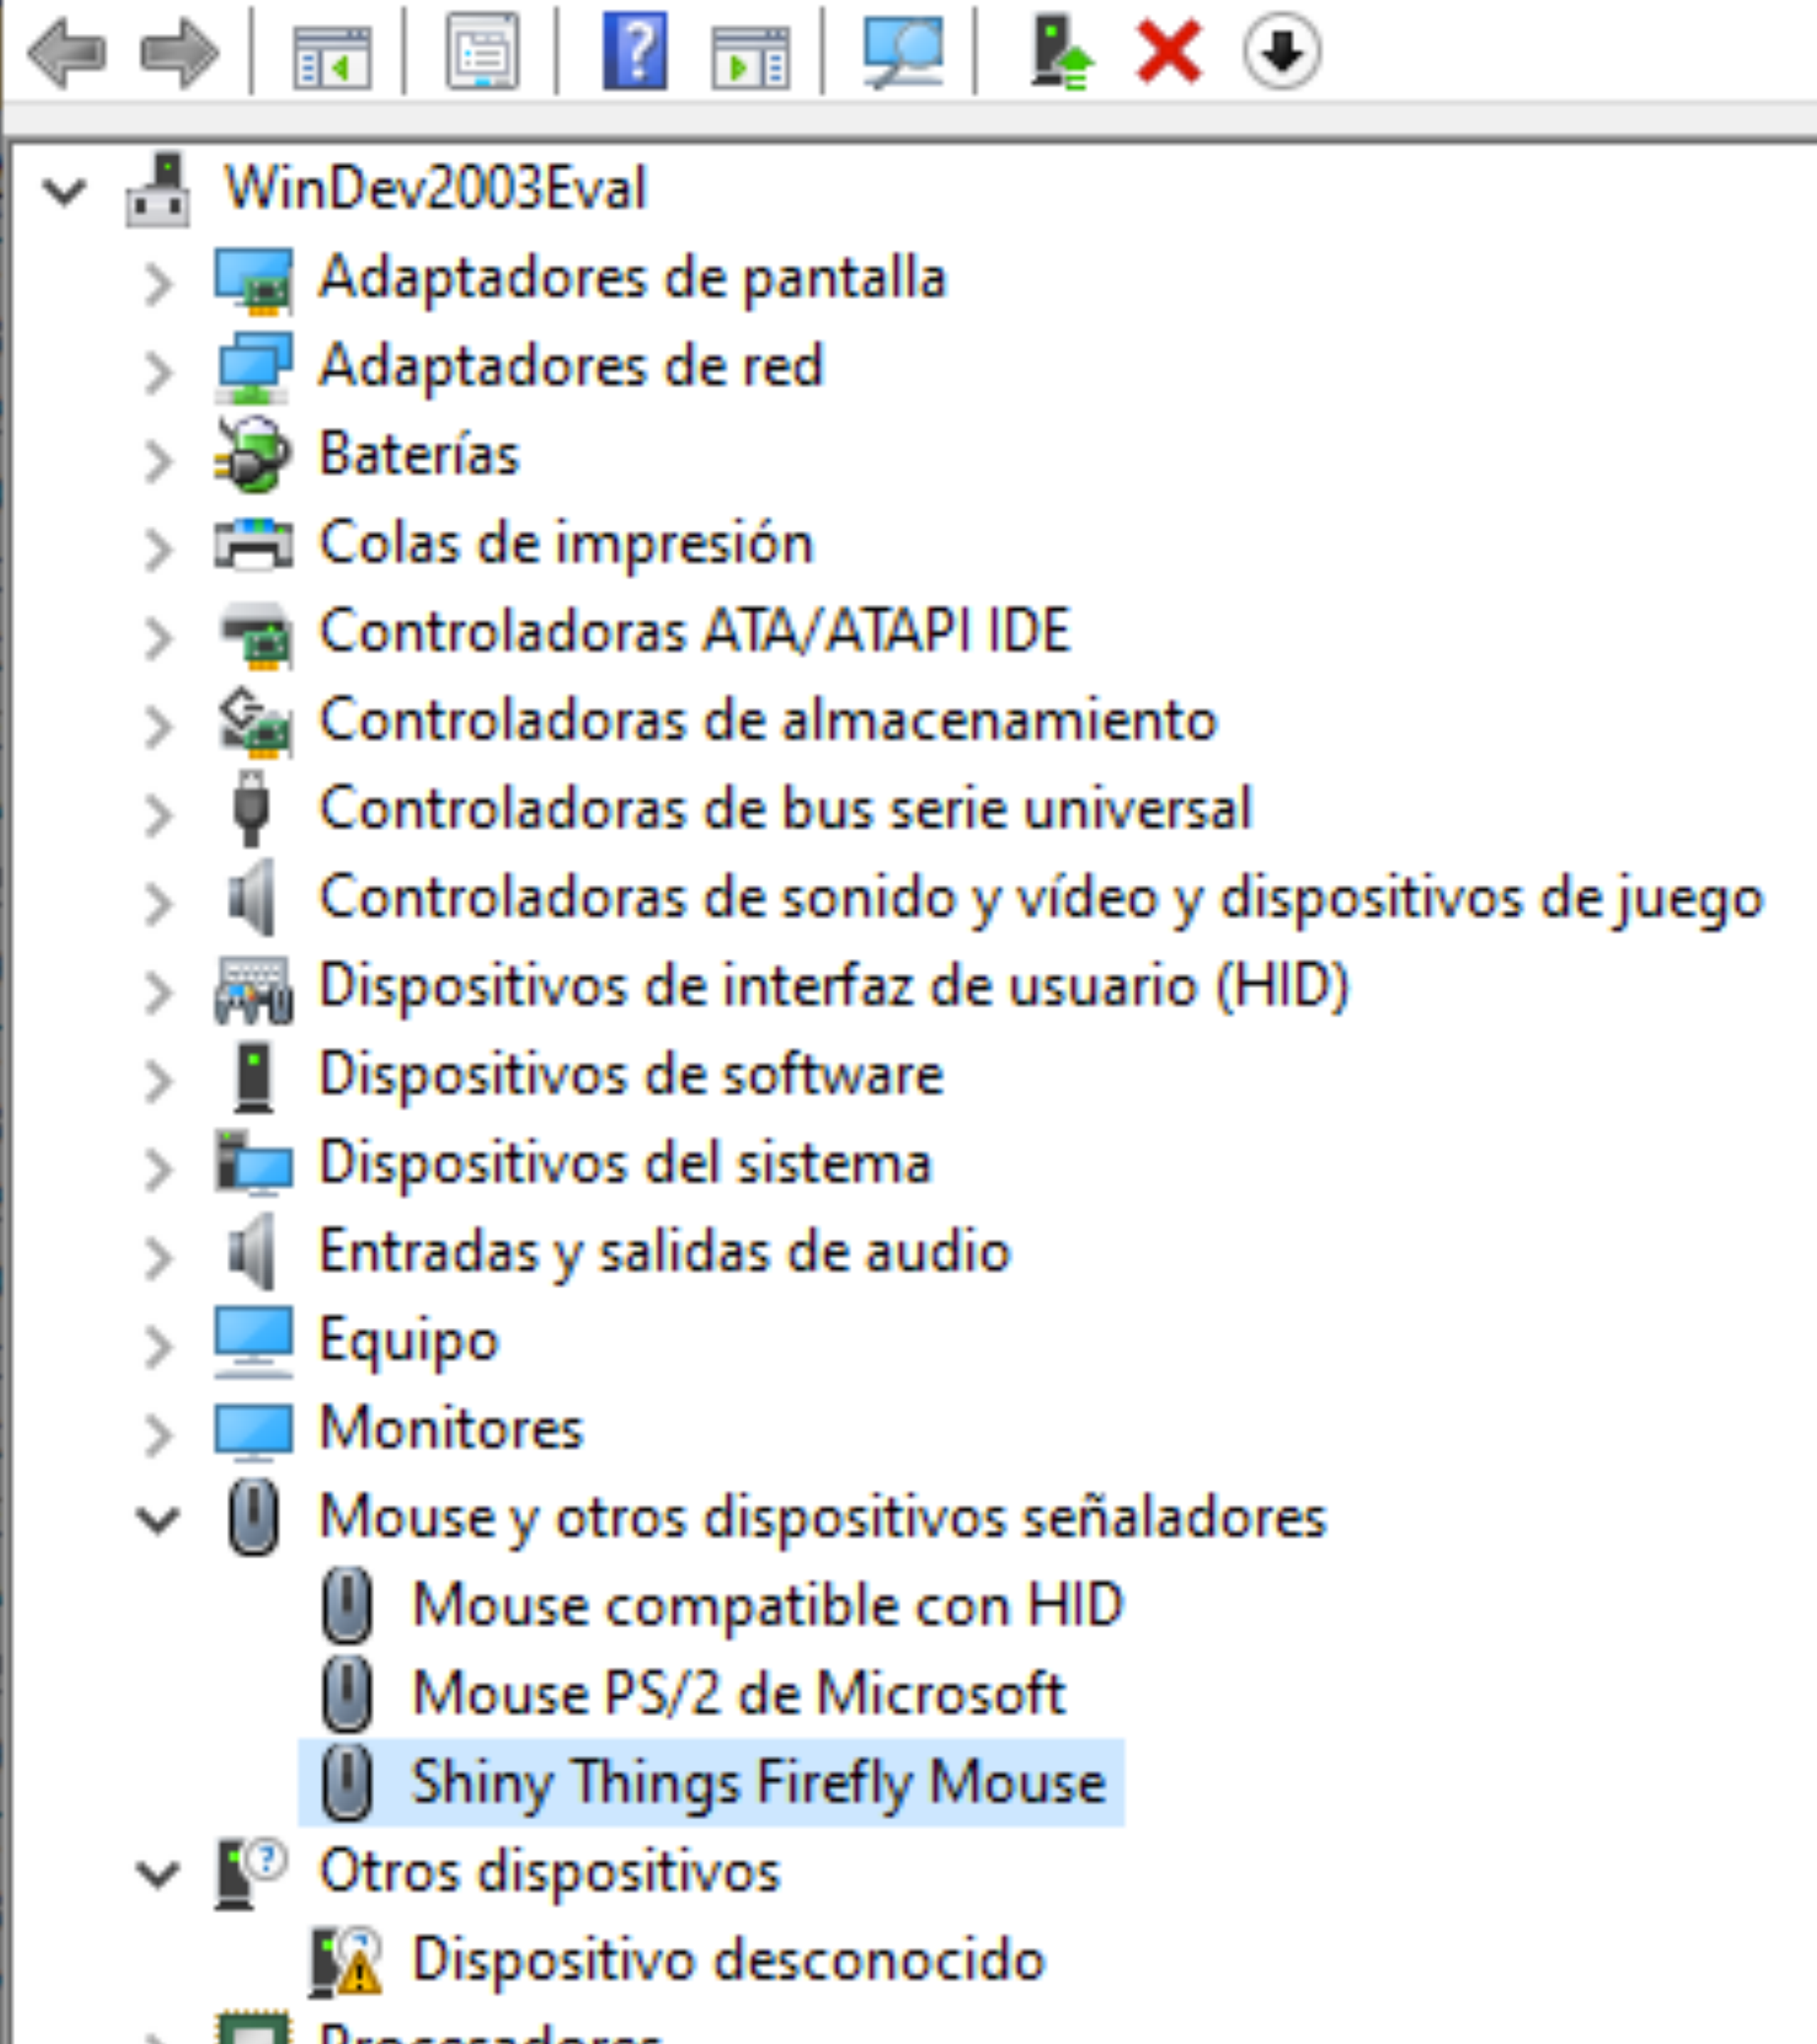 WinDev2003Eval
Adaptadores de pantalla
Adaptadores de red
Baterías
Colas de impresión
Controladoras ATA/ATAPI IDE
Controladoras de almacenamiento
Controladoras de bus serie universal
Controladoras de sonido y vídeo y dispositivos de juego
Dispositivos de interfaz de usuario (HID)
Dispositivos de software
Dispositivos del sistema
Entradas y salidas de audio
Equipo
Monitores
Mouse y otros dispositivos señaladores
Mouse compatible con HID
Mouse PS/2 de Microsoft
Shiny Things Firefly Mouse
Otros dispositivos
Dispositivo desconocido
Procesadores